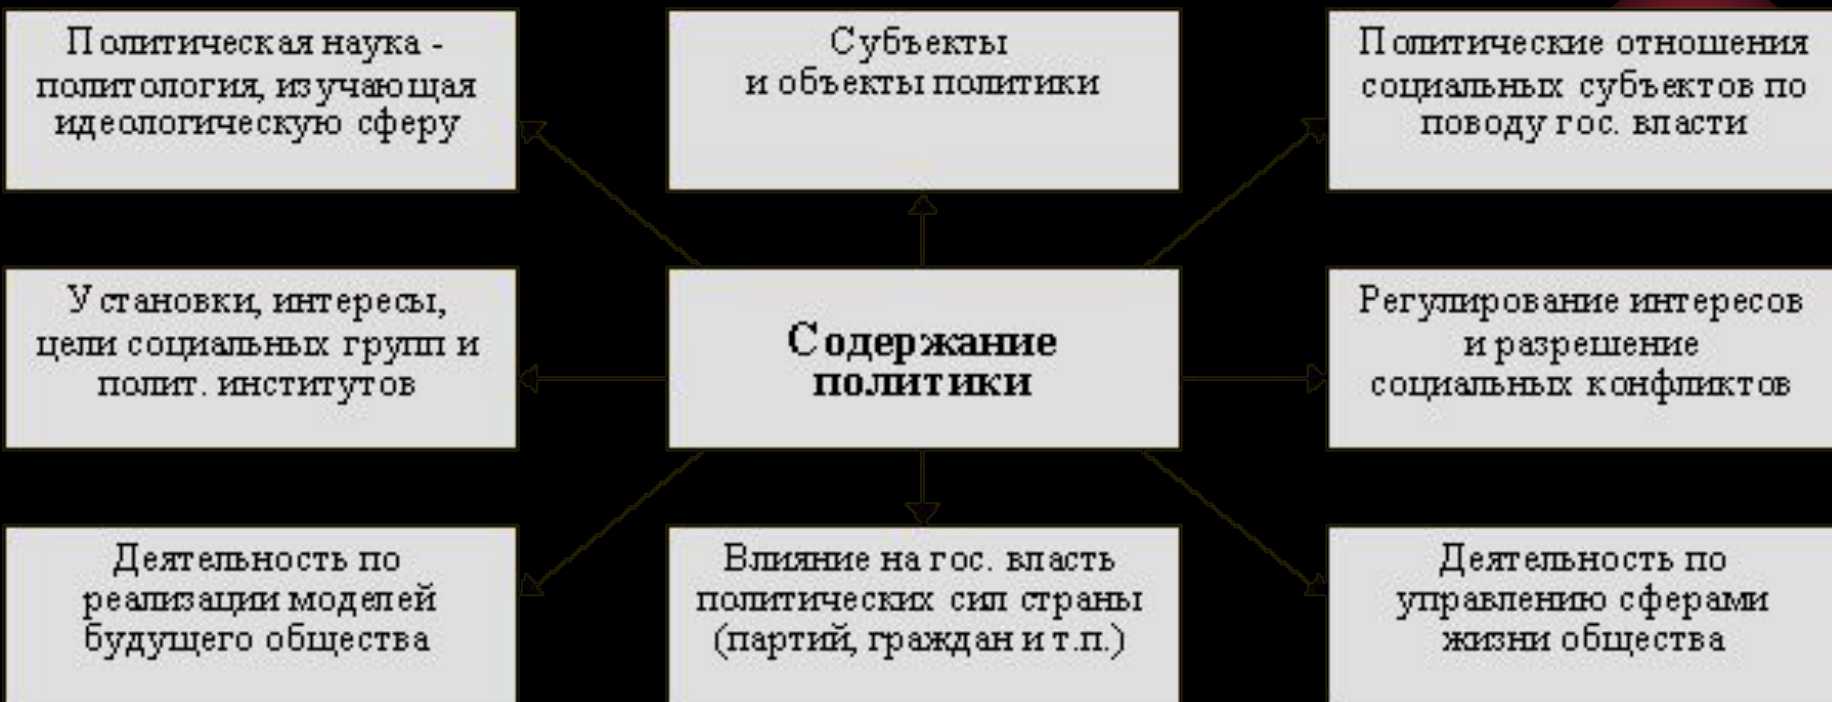 Политическая наука -
политология, изучающая
идеологическую сферу
Субъекты
и объекты политики
Политические отношения
социальных субъектов по
поводу гос. власти
Установки, интересы,
цели социальных групп и
полит. институтов
Содержание
политики
Регулирование интересов
и разрешение
социальных конфликтов
Деятельность по
реализации моделей
будущего общества
Влияние на гос. власть
политических сил страны
(партий, граждан и т.п.)
Деятельность по
управлению сферами
жизни общества